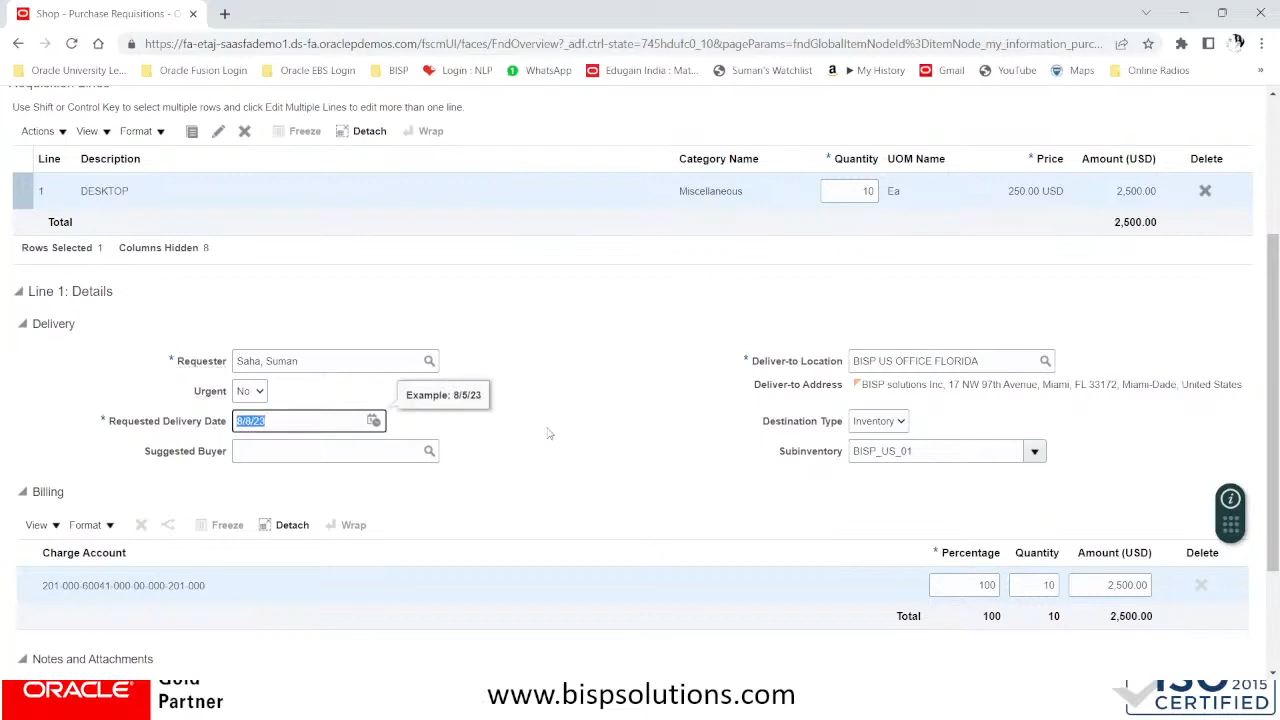 Shop - Purchase Requisitions - O
https://fa-etaj-saasfademo1.ds-fa.oraclepdemos.com/fscmUI/faces/FndOverview?_adf.ctrl-state=745hdufc0_10&pageParams=fndGlobalItemNodeId%3DitemNode_my_information_purc...
Oracle University Le... Oracle Fusion Login Oracle EBS Login BISP Login : NLP WhatsApp Edugain India : Mat... Suman's Watchlist ▶ My History Gmail YouTube Maps Online Radios »
Requisition Lines
Use Shift or Control Key to select multiple rows and click Edit Multiple Lines to edit more than one line.
Actions View Format Freeze Detach Wrap
Line Description Category Name * Quantity UOM Name * Price Amount (USD) Delete
1 DESKTOP Miscellaneous 10 Ea 250.00 USD 2,500.00
Total 2,500.00
Rows Selected 1 Columns Hidden 8
Line 1: Details
Delivery
* Requester Saha, Suman * Deliver-to Location BISP US OFFICE FLORIDA
Deliver-to Address BISP solutions Inc, 17 NW 97th Avenue, Miami, FL 33172, Miami-Dade, United States
Urgent No
Example: 8/5/23
* Requested Delivery Date 8/8/23 Destination Type Inventory
Suggested Buyer Subinventory BISP_US_01
Billing
View Format Freeze Detach Wrap
Charge Account * Percentage Quantity Amount (USD) Delete
201-000-60041-000-00-000-201-000 100 10 2,500.00
Total 100 10 2,500.00
Notes and Attachments
ORACLE Gold
Partner
www.bispsolutions.com
ISO 2015
CERTIFIED